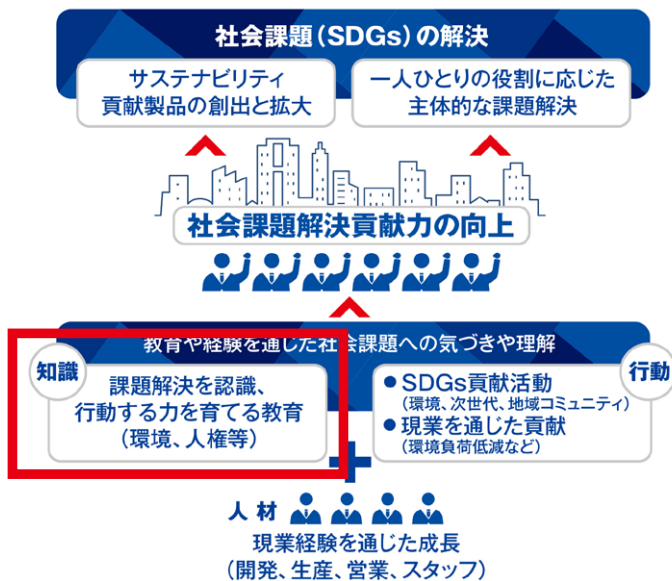 社会課題(SDGs)の解決
サステナビリティ
貢献製品の創出と拡大
一人ひとりの役割に応じた
主体的な課題解決
社会課題解決貢献力の向上
教育や経験を通じた社会課題への気づきや理解
知識
課題解決を認識、
行動する力を育てる教育
(環境、人権等)
行動
● SDGs貢献活動
(環境、次世代、地域コミュニティ)
● 現業を通じた貢献
(環境負荷低減など)
+
人材
現業経験を通じた成長
(開発、生産、営業、スタッフ)